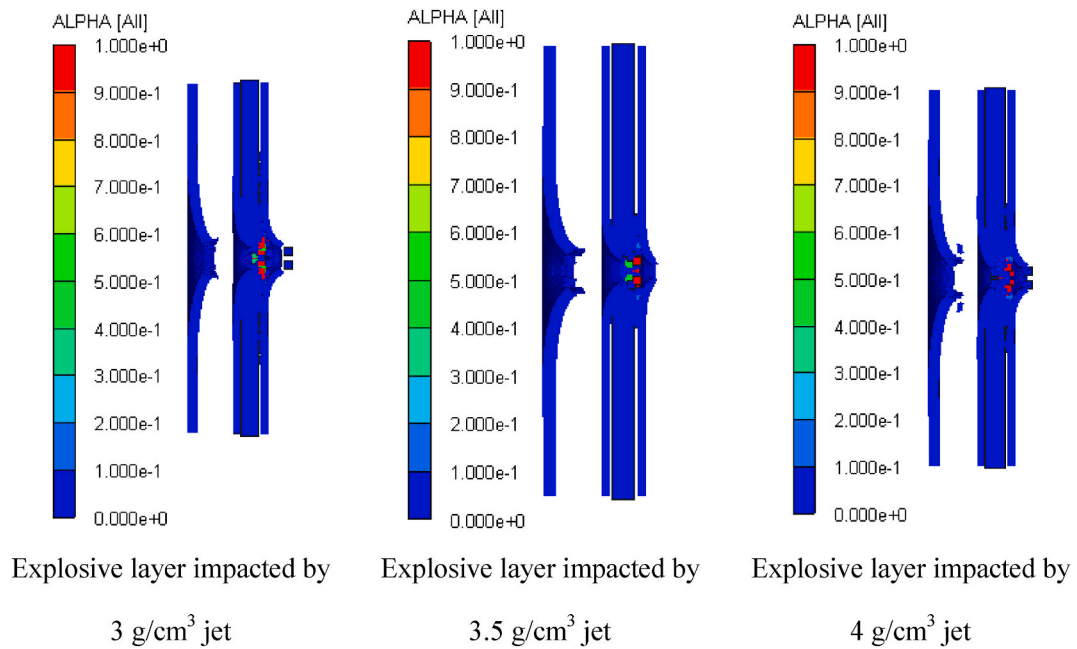 ALPHA [All]
1.000e+0
9.000e-1
8.000e-1
7.000e-1
6.000e-1
5.000e-1
4.000e-1
3.000e-1
2.000e-1
1.000e-1
0.000e+0
Explosive layer impacted by
3 g/cm³ jet
ALPHA [All]
1.000e+0
9.000e-1
8.000e-1
7.000e-1
6.000e-1
5.000e-1
4.000e-1
3.000e-1
2.000e-1
1.000e-1
0.000e+0
Explosive layer impacted by
3.5 g/cm³ jet
ALPHA [All]
1.000e+0
9.000e-1
8.000e-1
7.000e-1
6.000e-1
5.000e-1
4.000e-1
3.000e-1
2.000e-1
1.000e-1
0.000e+0
Explosive layer impacted by
4 g/cm³ jet